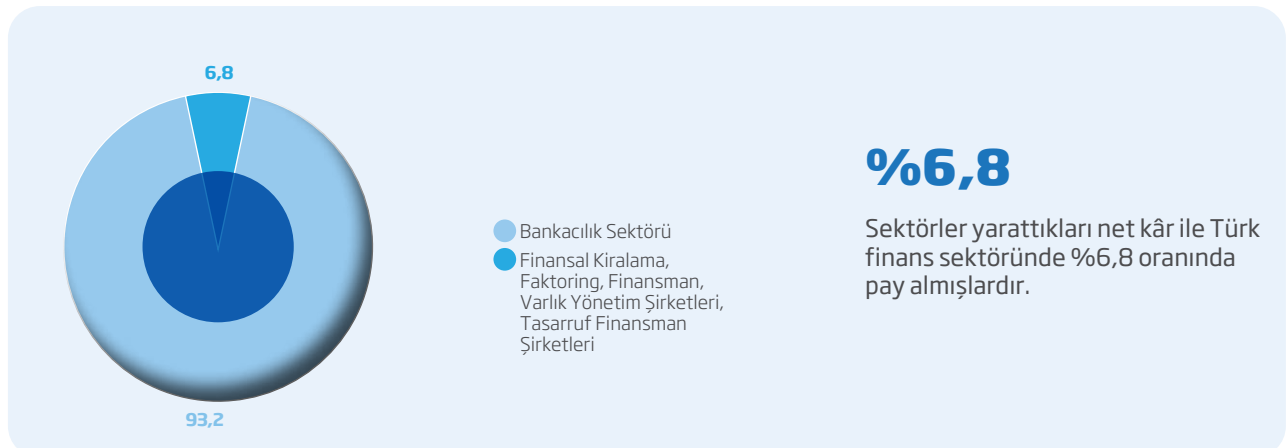 6,8
93,2
Bankacılık Sektörü
Finansal Kiralama,
Faktoring, Finansman,
Varlık Yönetim Şirketleri,
Tasarruf Finansman
Şirketleri
%6,8
Sektörler yarattıkları net kâr ile Türk
finans sektöründe %6,8 oranında
pay almışlardır.